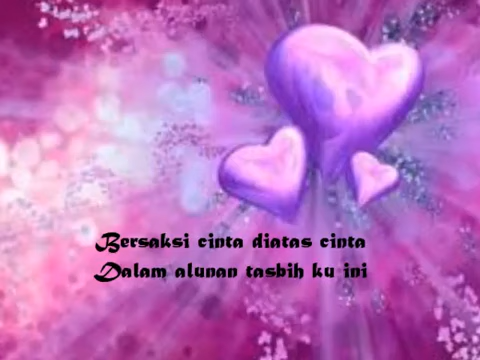 Bersaksi cinta diatas cinta
Dalam alunan tasbih ku ini